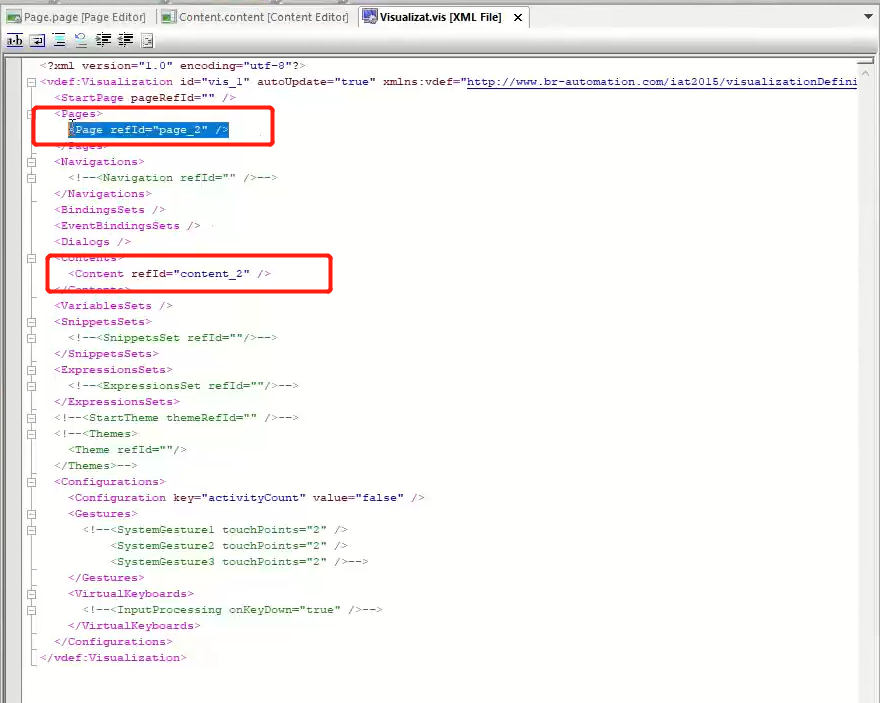 Page.page [Page Editor] Content.content [Content Editor] Visualizat.vis [XML File]
<?xml version="1.0" encoding="utf-8"?>
<vdef:Visualization id="vis_1" autoUpdate="true" xmlns:vdef="http://www.br-automation.com/iat2015/visualizationDefini
<StartPage pageRefId="" />
<Pages>
<Page refId="page_2" />
</Pages>
<Navigations>
<!--<Navigation refId="" />-->
</Navigations>
<BindingsSets />
<EventBindingsSets />
<Dialogs />
<Contents>
<Content refId="content_2" />
</Contents>
<VariablesSets />
<SnippetsSets>
<!--<SnippetsSet refId=""/>-->
</SnippetsSets>
<ExpressionsSets>
<!--<ExpressionsSet refId=""/>-->
</ExpressionsSets>
<!--<StartTheme themeRefId="" />-->
<!--<Themes>
<Theme refId=""/>
</Themes>-->
<Configurations>
<Configuration key="activityCount" value="false" />
<Gestures>
<!--<SystemGesture1 touchPoints="2" />
<SystemGesture2 touchPoints="2" />
<SystemGesture3 touchPoints="2" />-->
</Gestures>
<VirtualKeyboards>
<!--<InputProcessing onKeyDown="true" />-->
</VirtualKeyboards>
</Configurations>
</vdef:Visualization>